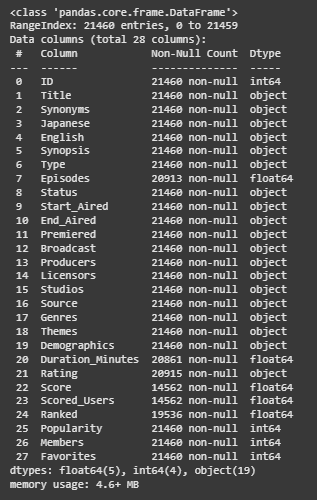 <class 'pandas.core.frame.DataFrame'>
RangeIndex: 21460 entries, 0 to 21459
Data columns (total 28 columns):
 #   Column            Non-Null Count  Dtype
---  ------            --------------  -----
 0   ID                21460 non-null  int64
 1   Title             21460 non-null  object
 2   Synonyms          21460 non-null  object
 3   Japanese          21460 non-null  object
 4   English           21460 non-null  object
 5   Synopsis          21460 non-null  object
 6   Type              21460 non-null  object
 7   Episodes          20913 non-null  float64
 8   Status            21460 non-null  object
 9   Start_Aired       21460 non-null  object
 10  End_Aired         21460 non-null  object
 11  Premiered         21460 non-null  object
 12  Broadcast         21460 non-null  object
 13  Producers         21460 non-null  object
 14  Licensors         21460 non-null  object
 15  Studios           21460 non-null  object
 16  Source            21460 non-null  object
 17  Genres            21460 non-null  object
 18  Themes            21460 non-null  object
 19  Demographics      21460 non-null  object
 20  Duration_Minutes  20861 non-null  float64
 21  Rating            20915 non-null  object
 22  Score             14562 non-null  float64
 23  Scored_Users      14562 non-null  float64
 24  Ranked            19536 non-null  float64
 25  Popularity        21460 non-null  int64
 26  Members           21460 non-null  int64
 27  Favorites         21460 non-null  int64
dtypes: float64(5), int64(4), object(19)
memory usage: 4.6+ MB